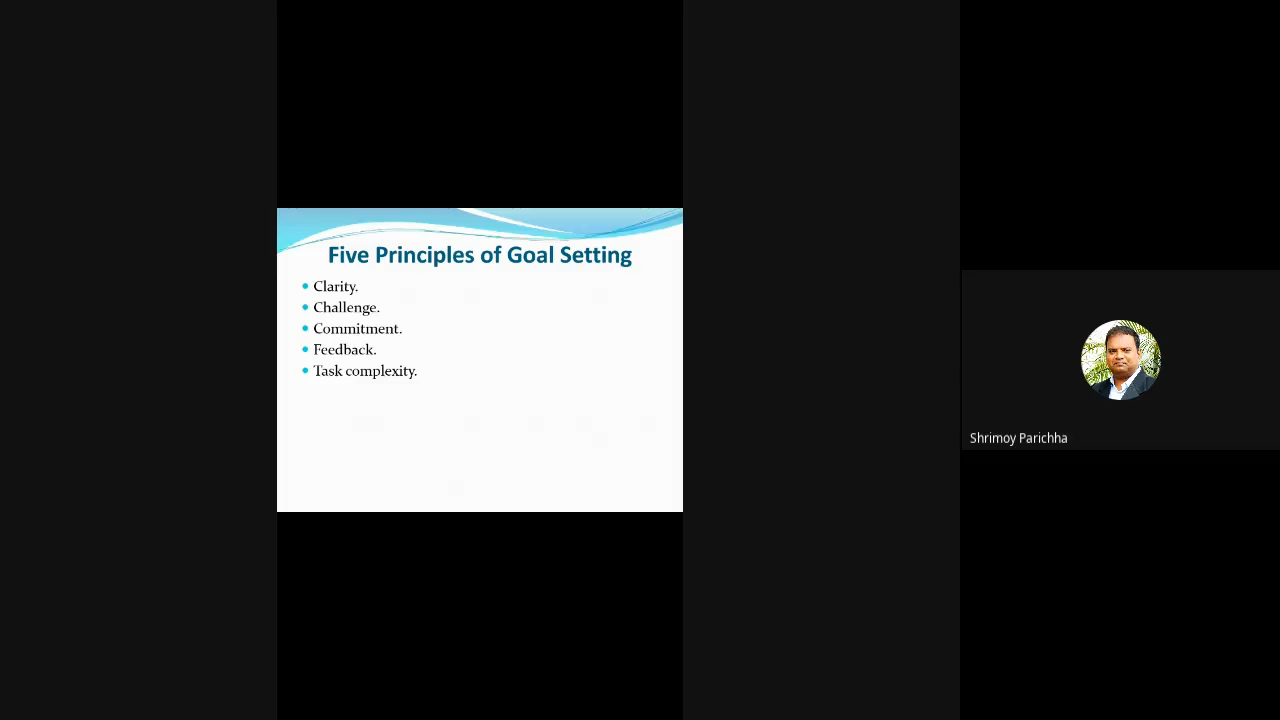 Five Principles of Goal Setting
Clarity.
Challenge.
Commitment.
Feedback.
Task complexity.
Shrimoy Parichha